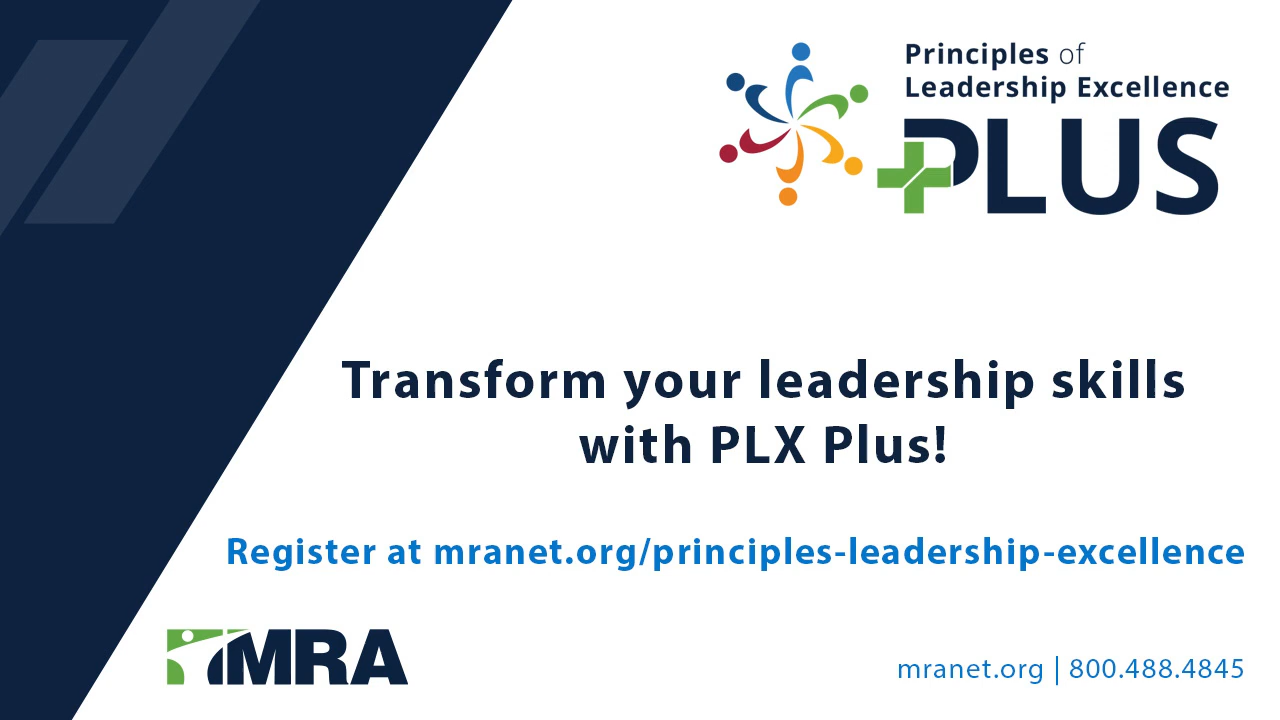 Principles of
Leadership Excellence
PLUS
Transform your leadership skills
with PLX Plus!
Register at mranet.org/principles-leadership-excellence
MRA
mranet.org | 800.488.4845